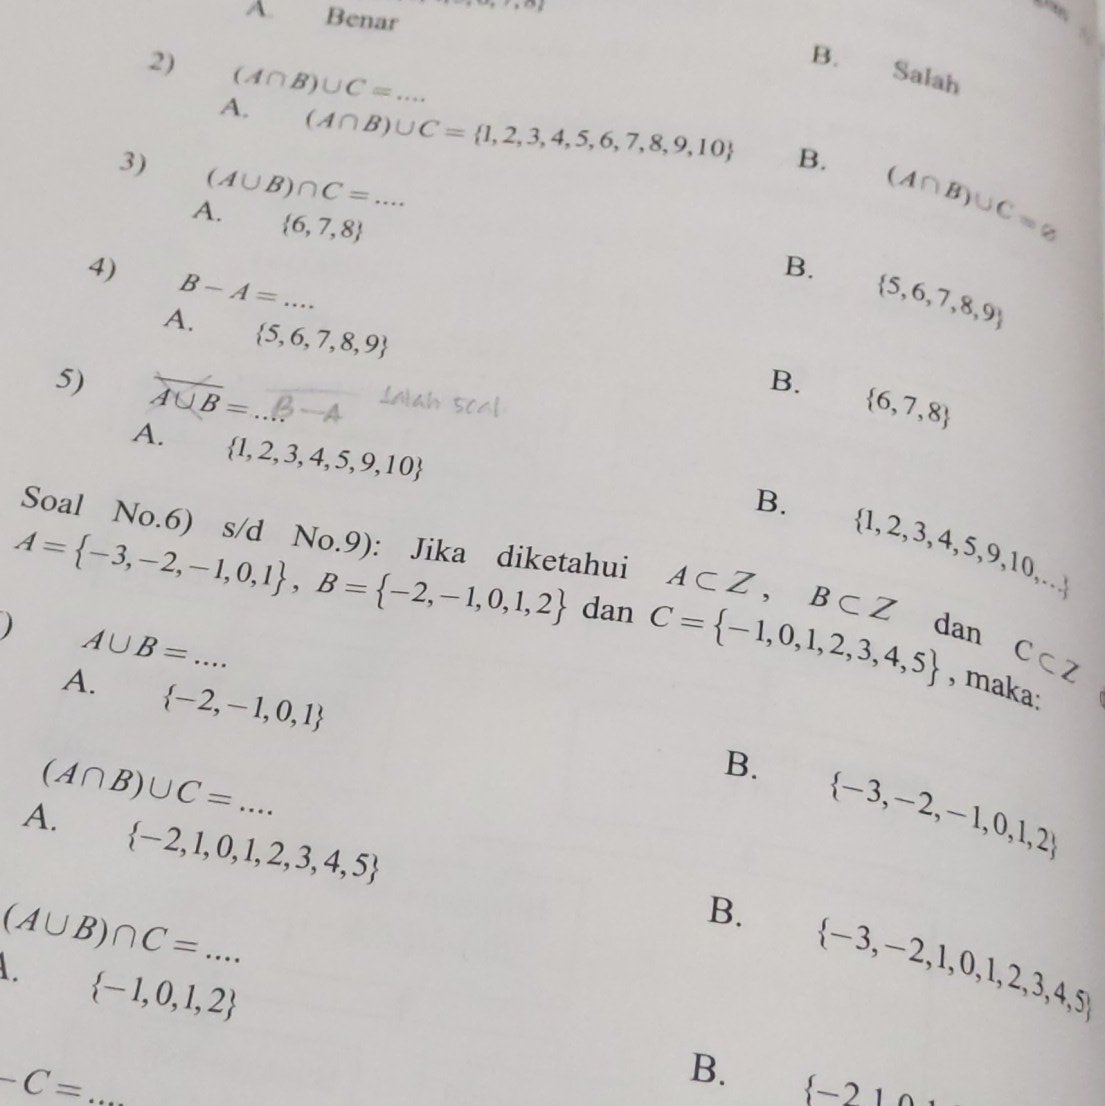 A. Benar
B. Salah
2) (A∩B)∪C = ....
A. (A∩B)∪C = {1, 2, 3, 4, 5, 6, 7, 8, 9, 10}
B. (A∩B)∪C = ∅
3) (A∪B)∩C = ....
A. {6, 7, 8}
B. {5, 6, 7, 8, 9}
4) B − A = ....
A. {5, 6, 7, 8, 9}
B. {6, 7, 8}
5) A̅∪̅B̅ = .... B − A salah soal
A. {1, 2, 3, 4, 5, 9, 10}
B. {1, 2, 3, 4, 5, 9, 10, ...}
Soal No.6) s/d No.9): Jika diketahui A ⊂ Z, B ⊂ Z dan C ⊂ Z
A = {−3, −2, −1, 0, 1}, B = {−2, −1, 0, 1, 2} dan C = {−1, 0, 1, 2, 3, 4, 5}, maka:
) A∪B = ....
A. {−2, −1, 0, 1}
B. {−3, −2, −1, 0, 1, 2}
(A∩B)∪C = ....
A. {−2, 1, 0, 1, 2, 3, 4, 5}
B. {−3, −2, 1, 0, 1, 2, 3, 4, 5}
(A∪B)∩C = ....
A. {−1, 0, 1, 2}
B. {−2 1 0
− C = ....